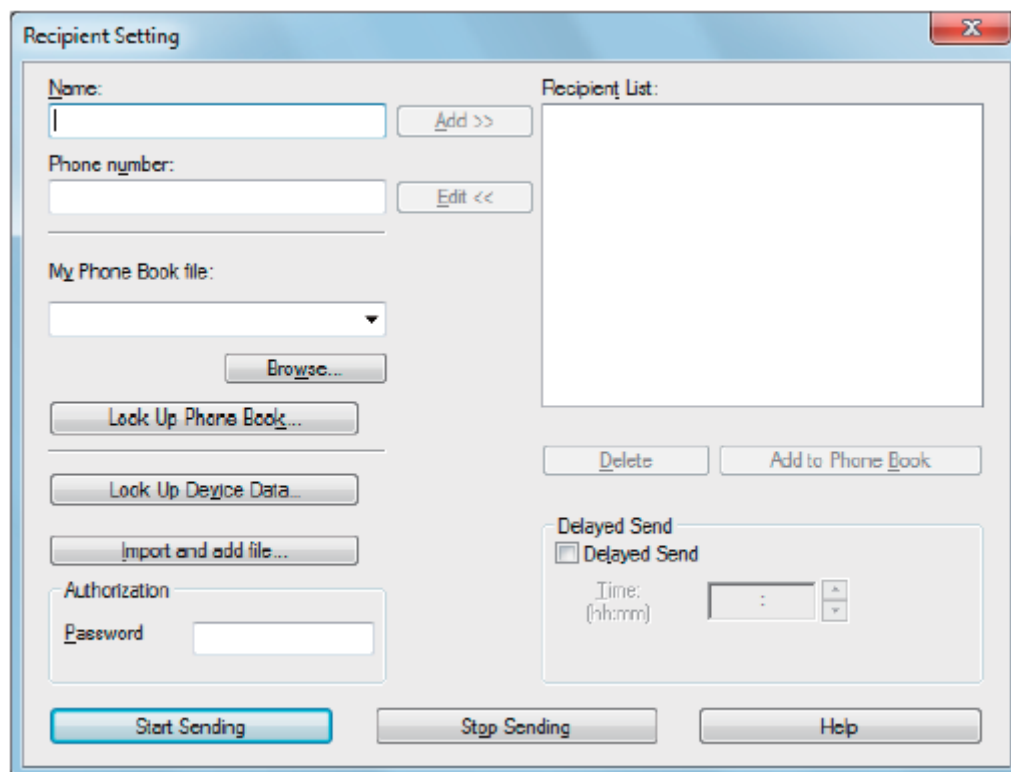 Recipient Setting
Name:
Add >>
Phone number:
Edit <<
My Phone Book file:
Browse...
Look Up Phone Book...
Look Up Device Data...
Import and add file...
Authorization
Password
Recipient List:
Delete
Add to Phone Book
Delayed Send
Delayed Send
Time:
(hh:mm)
:
Start Sending
Stop Sending
Help